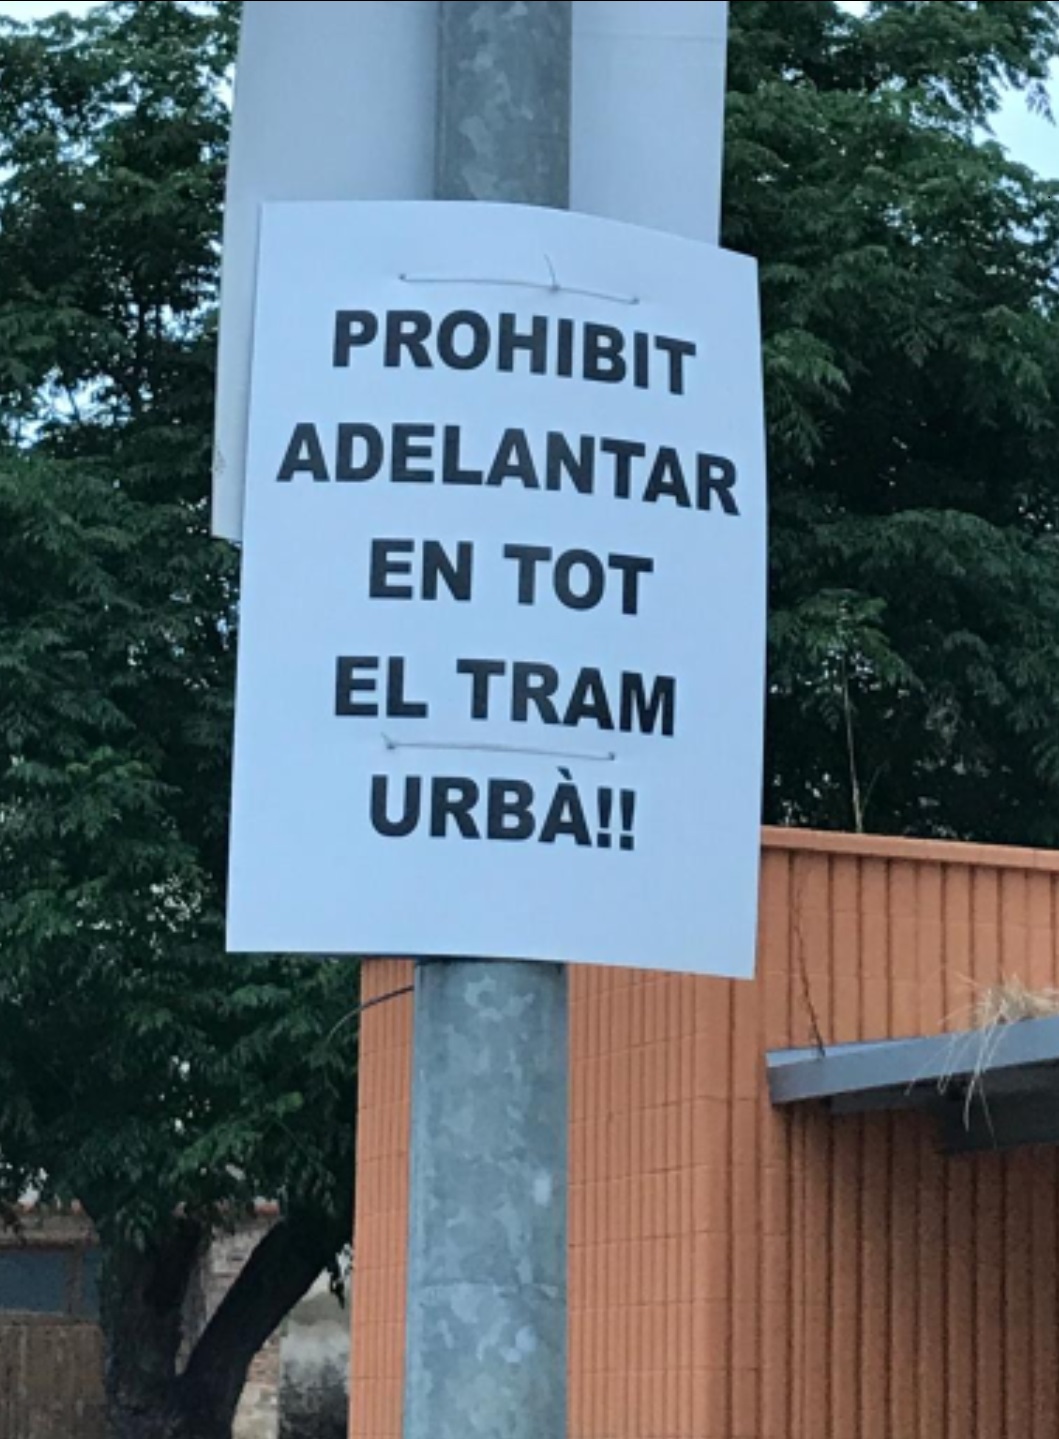 PROHIBIT
ADELANTAR
EN TOT
EL TRAM
URBÀ!!